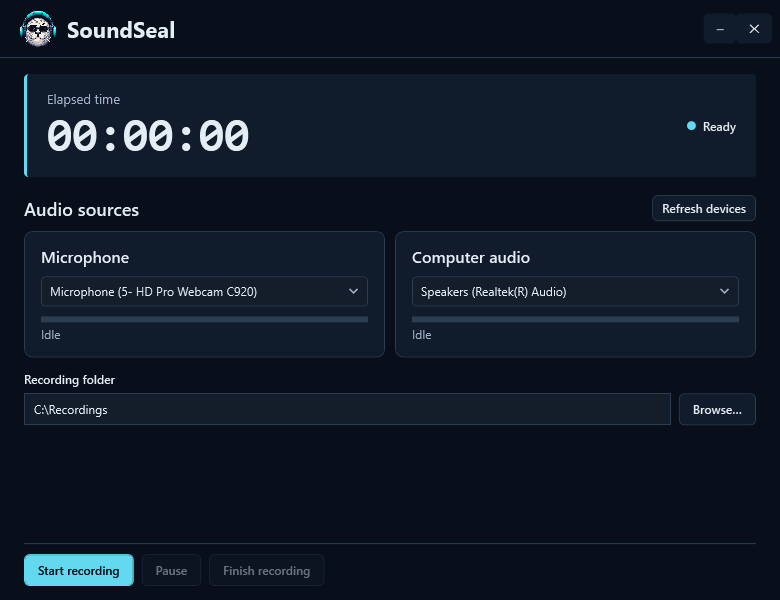 SoundSeal
Elapsed time
00:00:00
Ready
Audio sources
Refresh devices
Microphone
Microphone (5- HD Pro Webcam C920)
Idle
Computer audio
Speakers (Realtek(R) Audio)
Idle
Recording folder
C:\Recordings
Browse...
Start recording
Pause
Finish recording